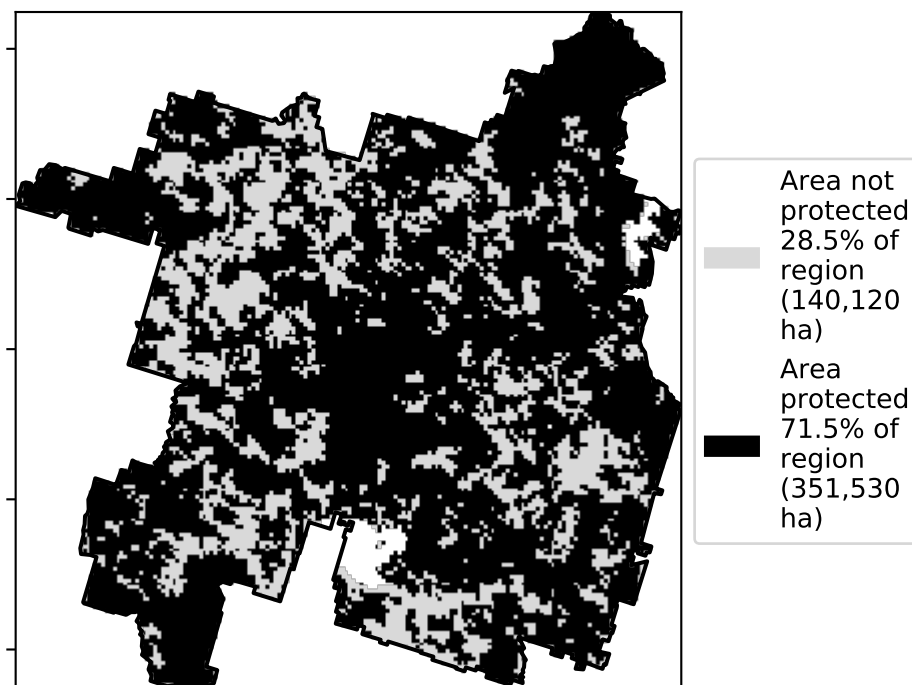 Area not
protected
28.5% of
region
(140,120
ha)
Area
protected
71.5% of
region
(351,530
ha)